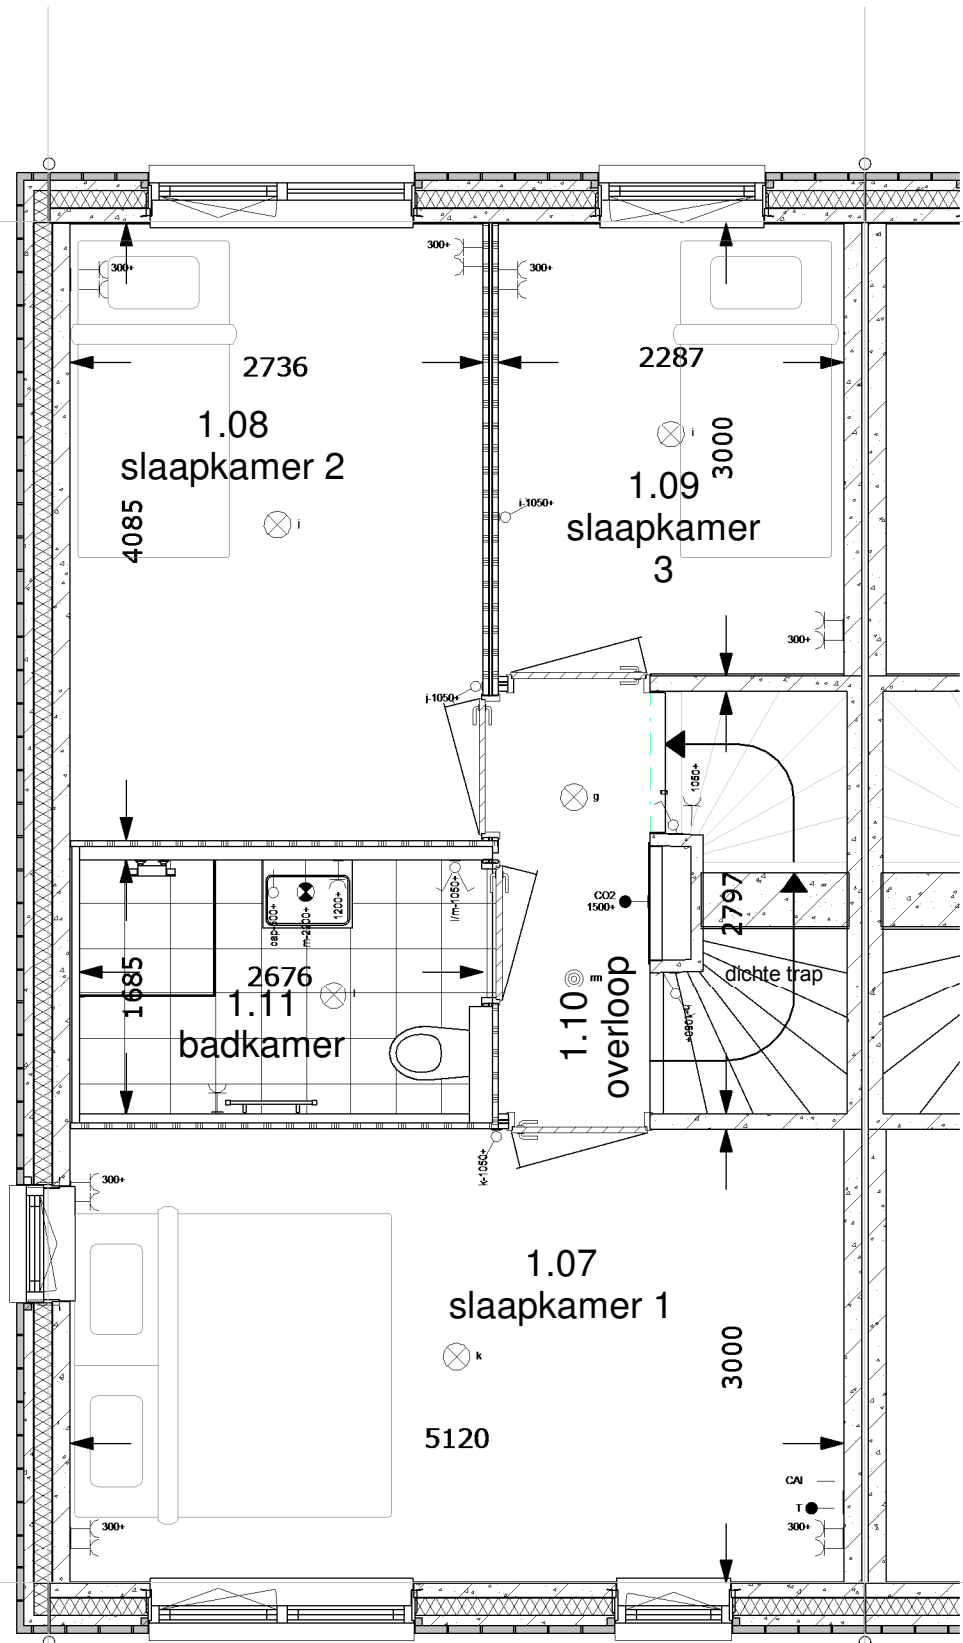 300+
300+
300+
2736
2287
1.08
slaapkamer 2
3000
1.09
slaapkamer
3
i
i-1050+
4085
j
300+
j-1050+
g
1050+
g
CO2
1500+
2797
cap-600+
1200+
l/m-1050+
dichte trap
1685
2676
1.11
badkamer
l
rm
1.10
overloop
k-1050+
300+
1.07
slaapkamer 1
k
3000
5120
CAI
T
300+
300+